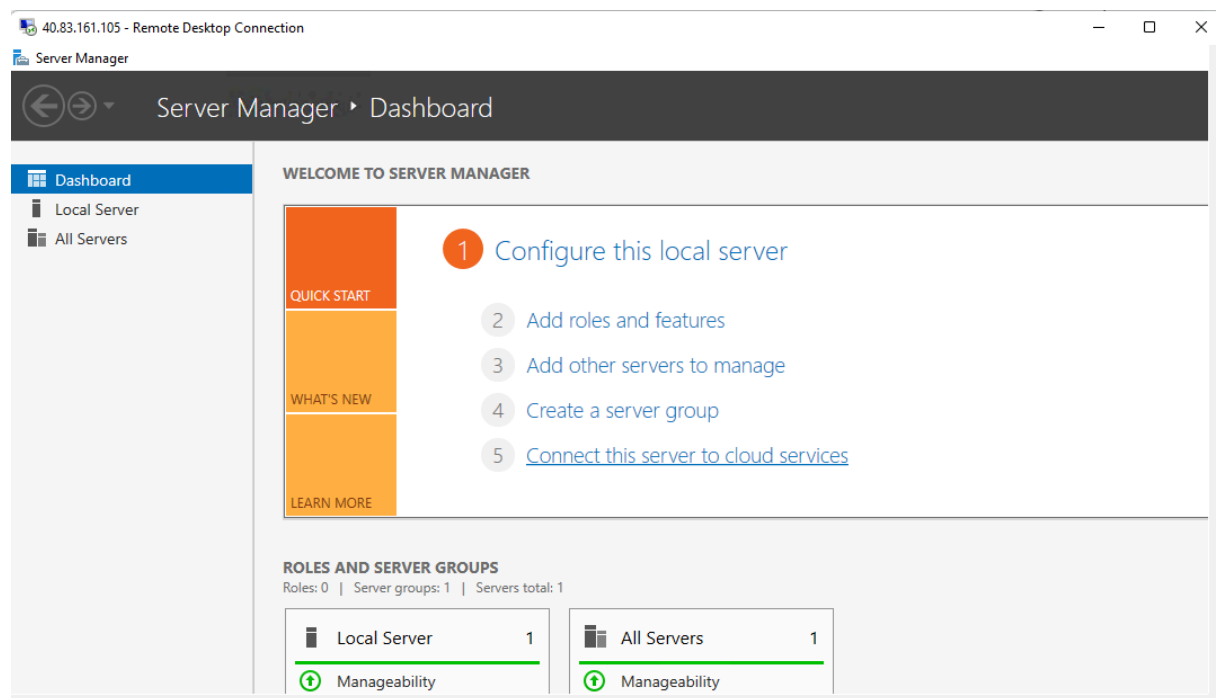 40.83.161.105 - Remote Desktop Connection
Server Manager
Server Manager Dashboard
Dashboard
Local Server
All Servers
WELCOME TO SERVER MANAGER
QUICK START
WHAT'S NEW
LEARN MORE
1 Configure this local server
2 Add roles and features
3 Add other servers to manage
4 Create a server group
5 Connect this server to cloud services
ROLES AND SERVER GROUPS
Roles: 0 | Server groups: 1 | Servers total: 1
Local Server 1
Manageability
All Servers 1
Manageability